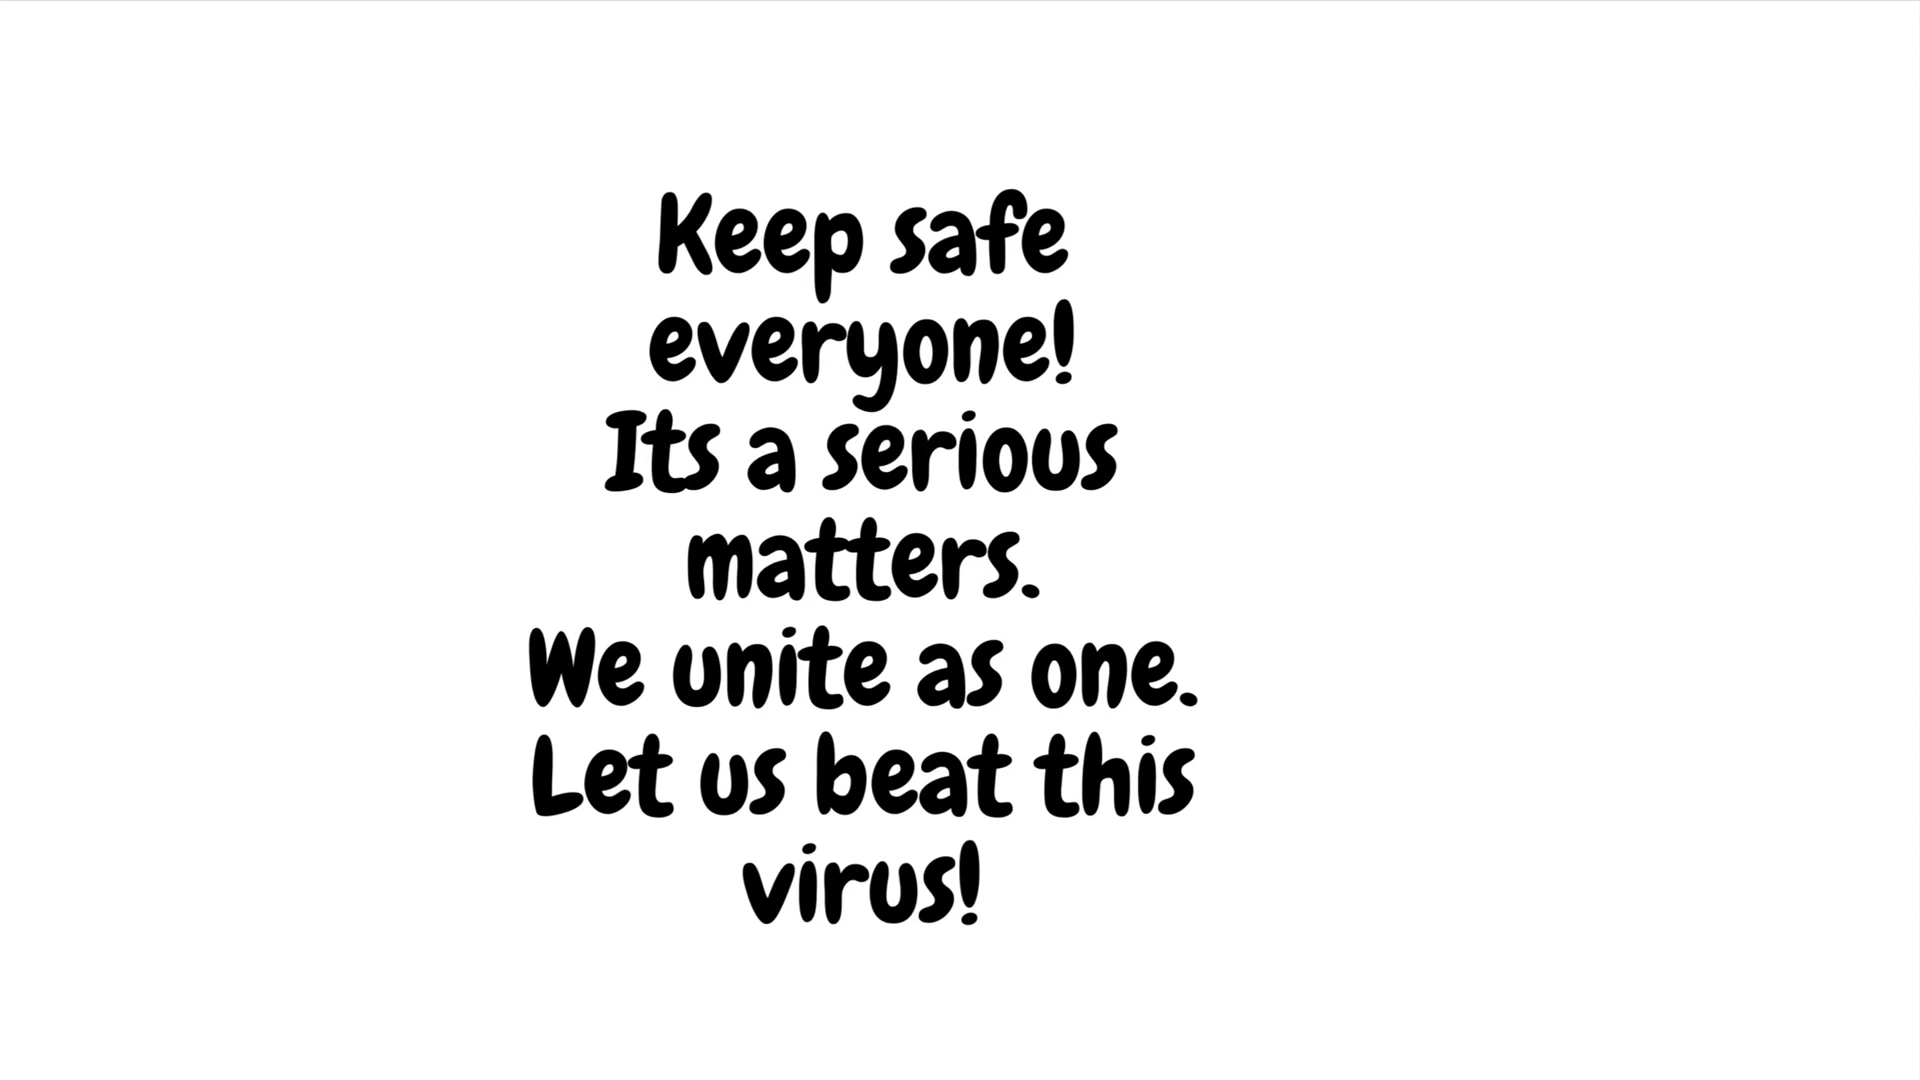 Keep safe
everyone!
Its a serious
matters.
We unite as one.
Let us beat this
virus!